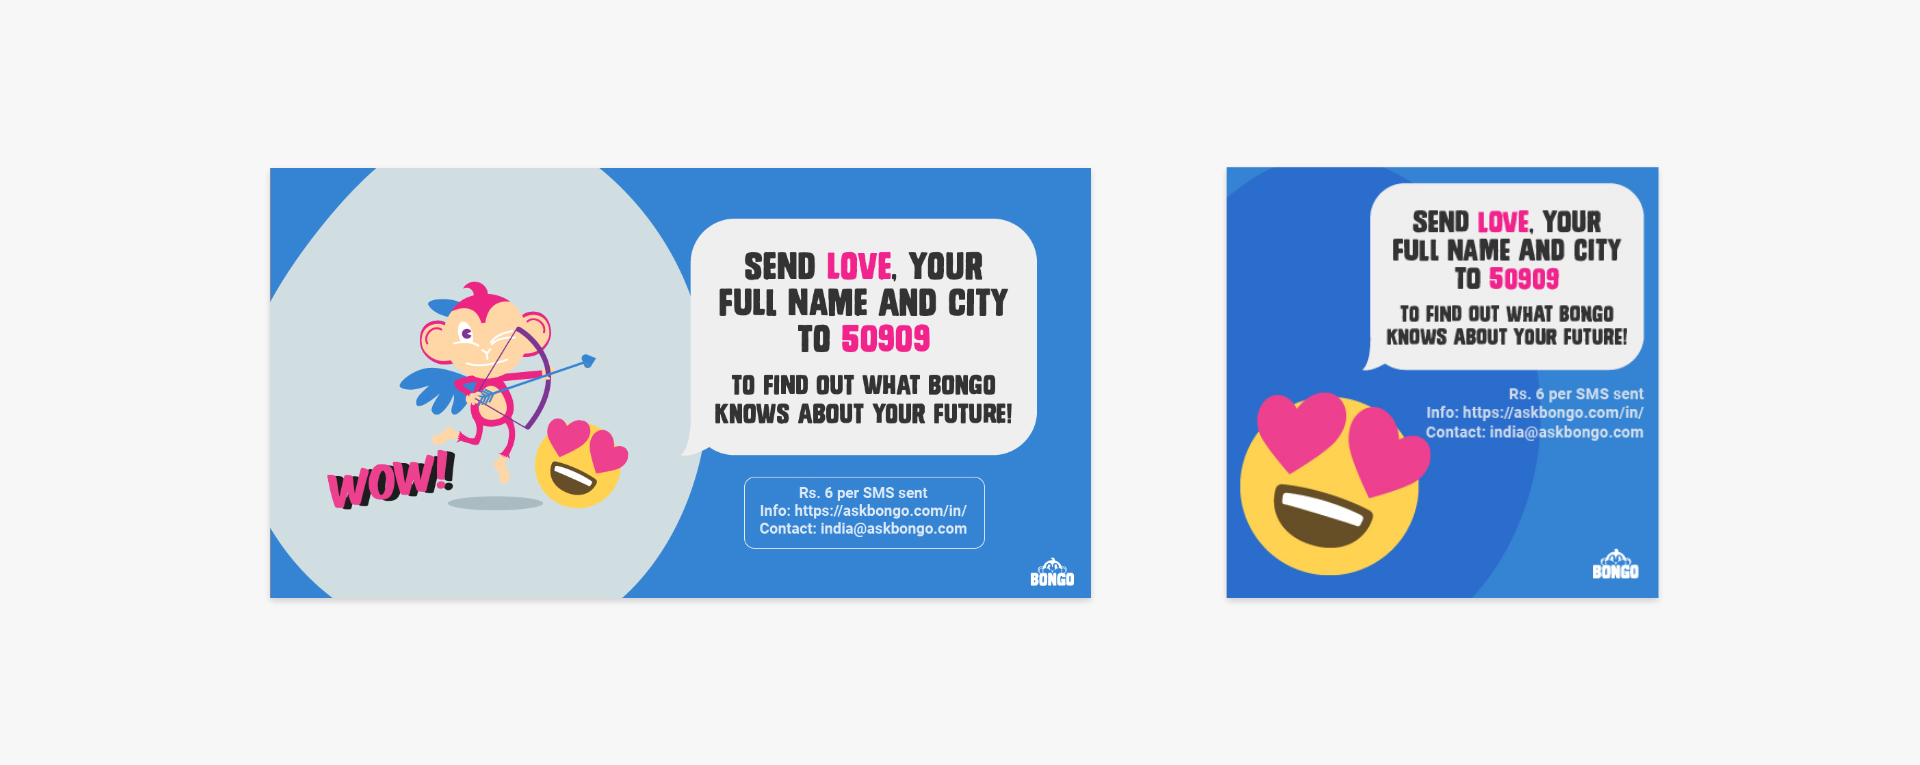 SEND LOVE, YOUR
FULL NAME AND CITY
TO 50909
TO FIND OUT WHAT BONGO
KNOWS ABOUT YOUR FUTURE!
WOW!
Rs. 6 per SMS sent
Info: https://askbongo.com/in/
Contact: india@askbongo.com
BONGO
SEND LOVE, YOUR
FULL NAME AND CITY
TO 50909
TO FIND OUT WHAT BONGO
KNOWS ABOUT YOUR FUTURE!
Rs. 6 per SMS sent
Info: https://askbongo.com/in/
Contact: india@askbongo.com
BONGO